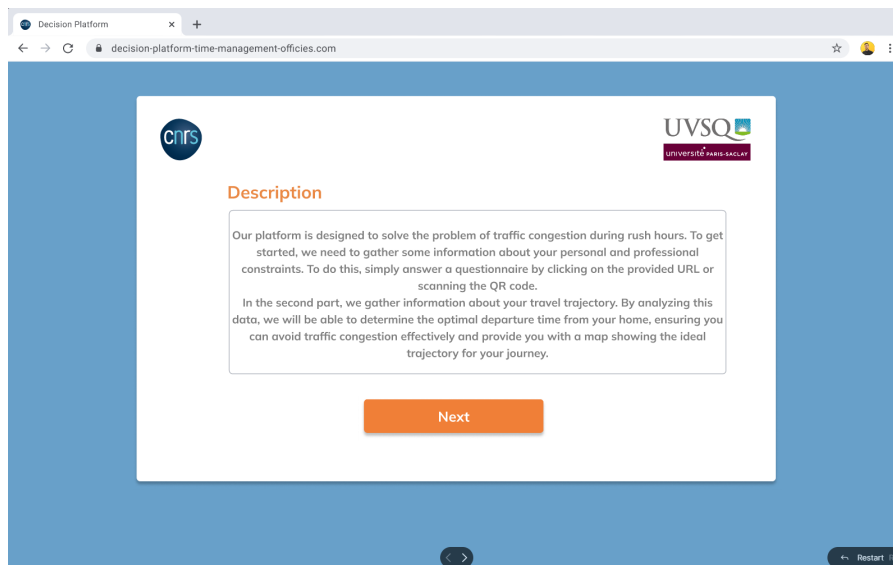 Decision Platform
decision-platform-time-management-officies.com
cnrs
UVSQ
université PARIS-SACLAY
Description
Our platform is designed to solve the problem of traffic congestion during rush hours. To get
started, we need to gather some information about your personal and professional
constraints. To do this, simply answer a questionnaire by clicking on the provided URL or
scanning the QR code.
In the second part, we gather information about your travel trajectory. By analyzing this
data, we will be able to determine the optimal departure time from your home, ensuring you
can avoid traffic congestion effectively and provide you with a map showing the ideal
trajectory for your journey.
Next
Restart